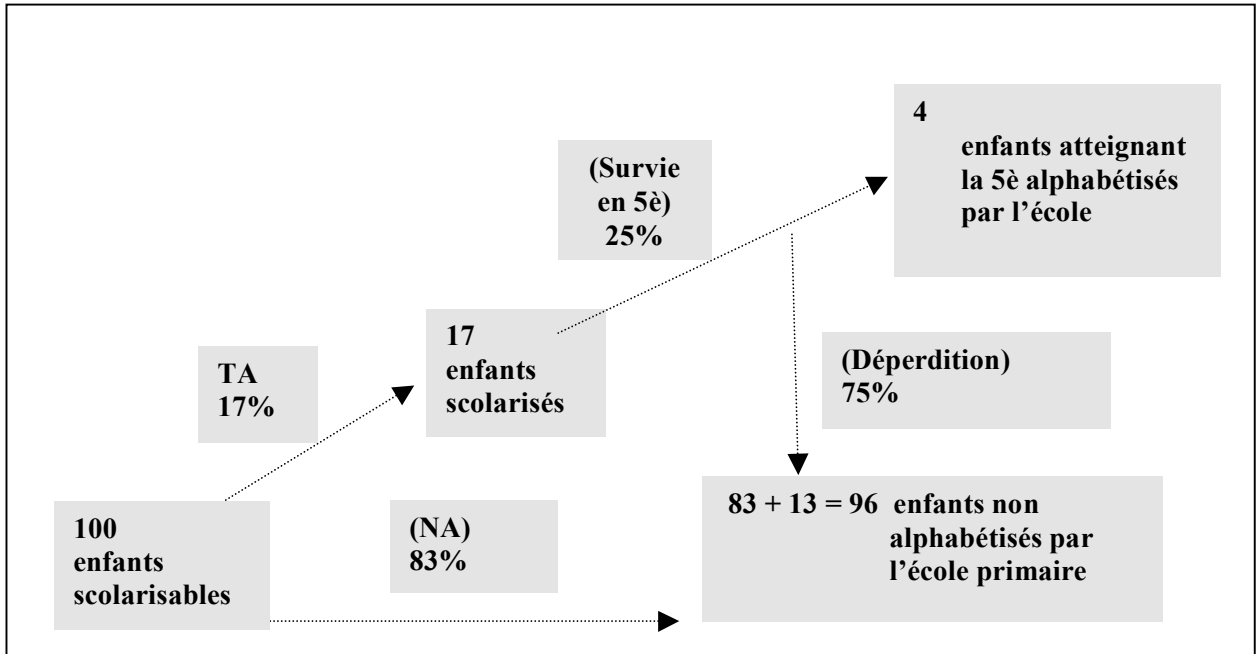 4
enfants atteignant
la 5è alphabétisés
par l’école
(Survie
en 5è)
25%
17
enfants
scolarisés
(Déperdition)
75%
TA
17%
83 + 13 = 96 enfants non
alphabétisés par
l’école primaire
(NA)
83%
100
enfants
scolarisables